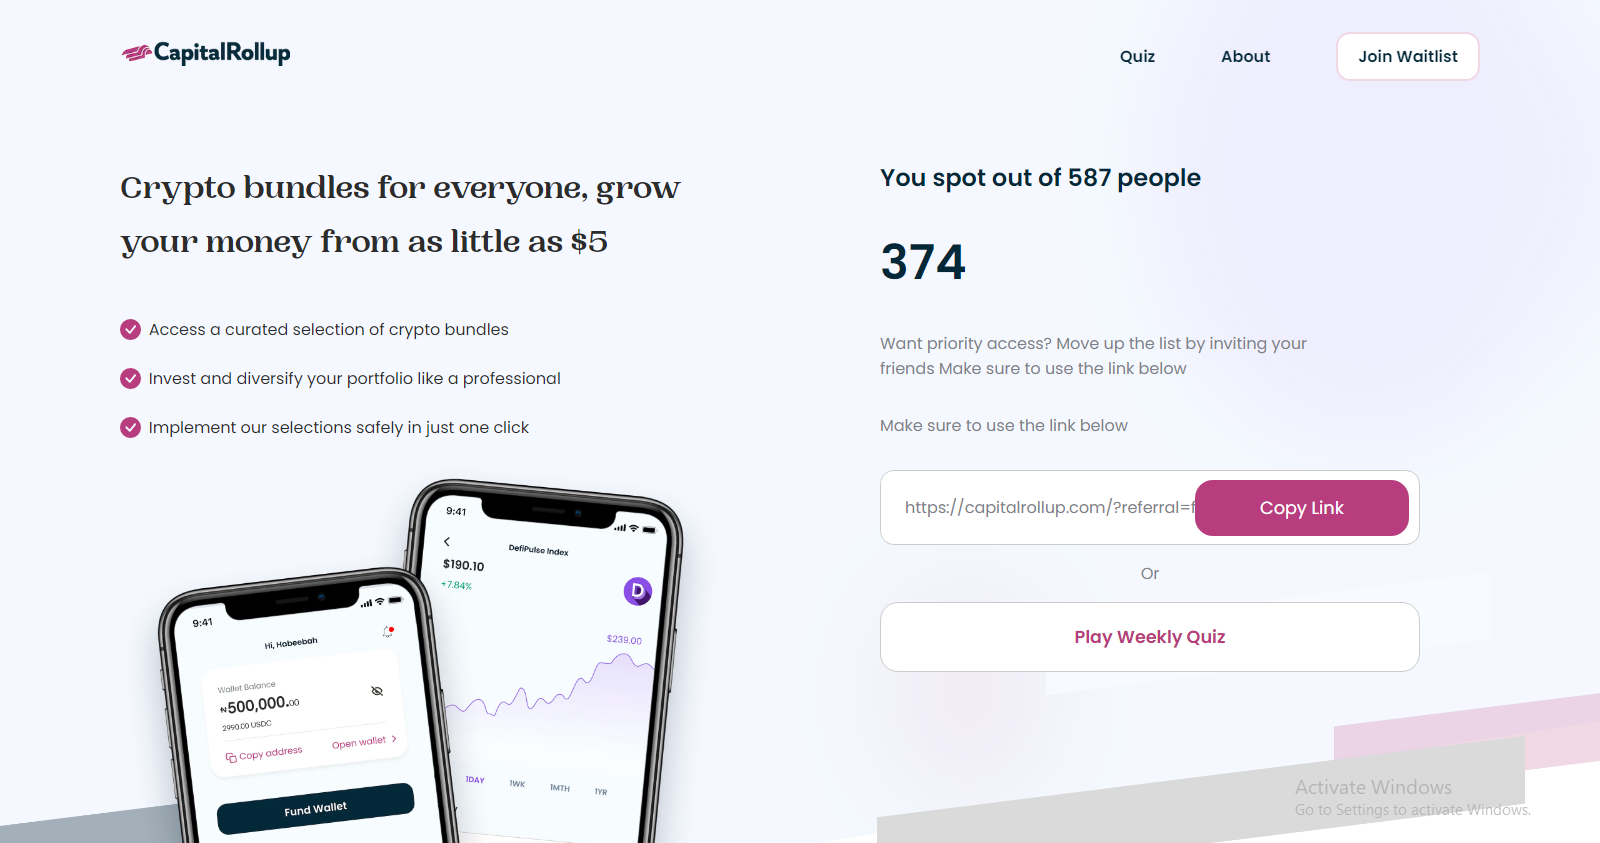 CapitalRollup
Quiz
About
Join Waitlist
Crypto bundles for everyone, grow
your money from as little as $5
Access a curated selection of crypto bundles
Invest and diversify your portfolio like a professional
Implement our selections safely in just one click
9:41
DefiPulse Index
$190.10
+7.84%
D
$239.00
1DAY
1WK
1MTH
1YR
9:41
Hi, Habeebah
Wallet Balance
₦500,000.00
2990.00 USDC
Copy address
Open wallet
Fund Wallet
You spot out of 587 people
374
Want priority access? Move up the list by inviting your
friends Make sure to use the link below
Make sure to use the link below
https://capitalrollup.com/?referral=f
Copy Link
Or
Play Weekly Quiz
Activate Windows
Go to Settings to activate Windows.